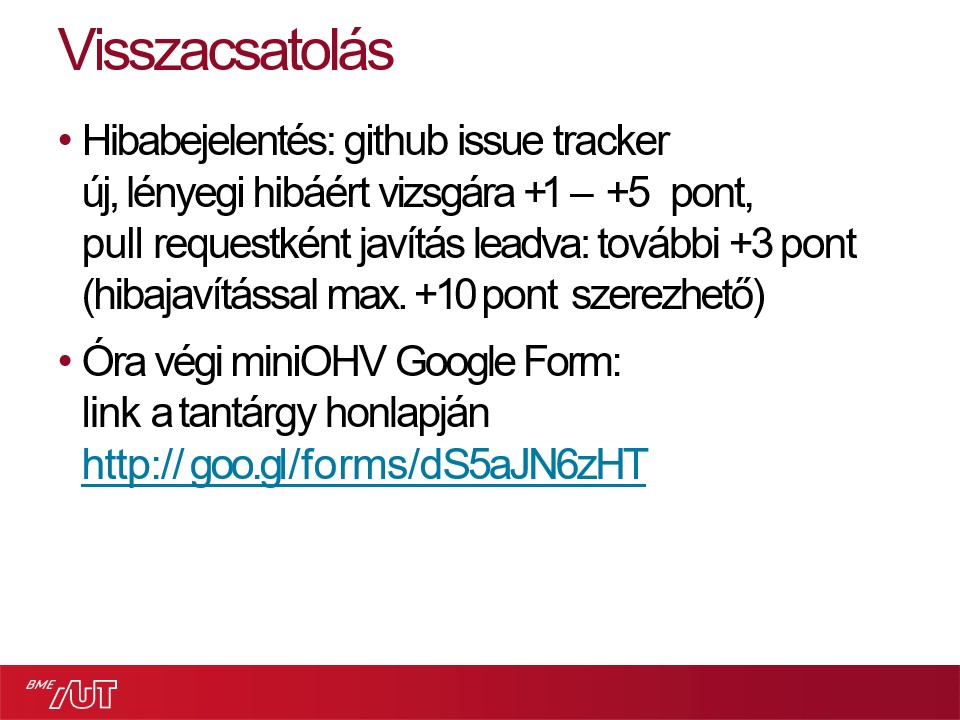 Visszacsatolás
• Hibabejelentés: github issue tracker
új, lényegi hibáért vizsgára +1 – +5 pont,
pull requestként javítás leadva: további +3 pont
(hibajavítással max. +10 pont szerezhető)
• Óra végi miniOHV Google Form:
link a tantárgy honlapján
http://goo.gl/forms/dS5aJN6zHT
BME AUT